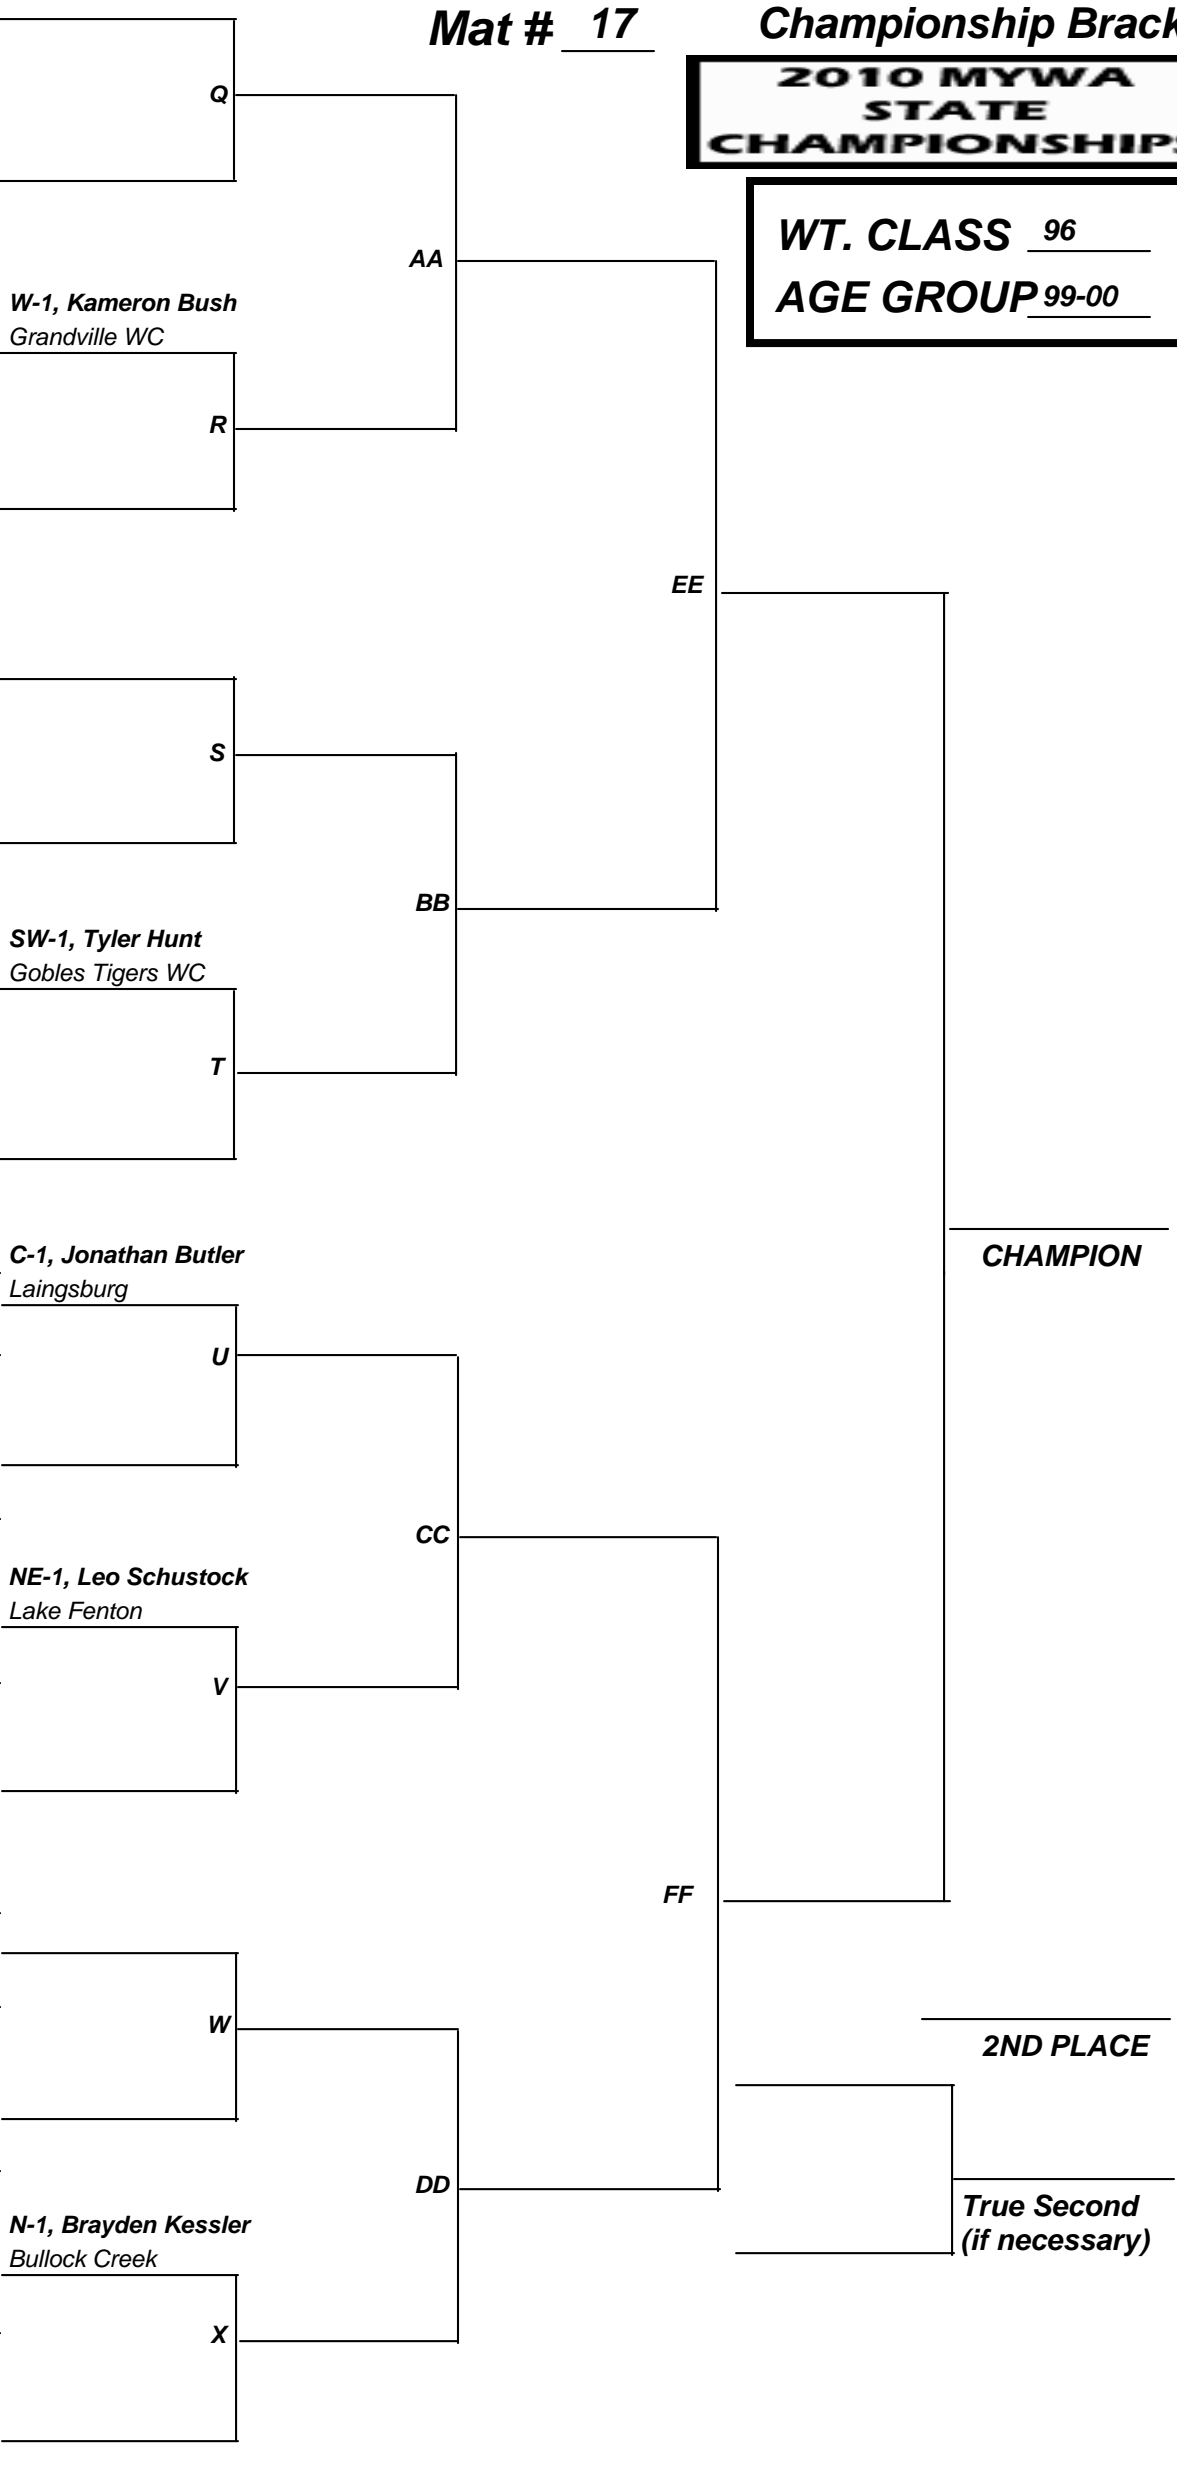 Mat # 17
Championship Brack
2010 MYWA
STATE
CHAMPIONSHIPS
Q
WT. CLASS 96
AA
W-1, Kameron Bush
AGE GROUP 99-00
Grandville WC
R
EE
S
BB
SW-1, Tyler Hunt
Gobles Tigers WC
T
C-1, Jonathan Butler
CHAMPION
Laingsburg
U
CC
NE-1, Leo Schustock
Lake Fenton
V
FF
W
2ND PLACE
DD
True Second
N-1, Brayden Kessler
(if necessary)
Bullock Creek
X